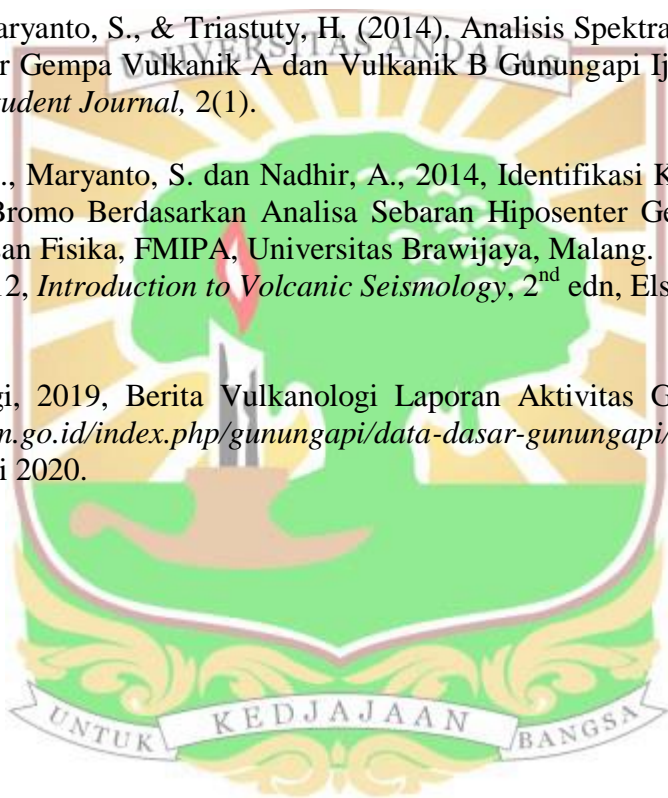 aryanto, S., & Triastuty, H. (2014). Analisis Spektra
UNIVERSITAS ANDALAS
r Gempa Vulkanik A dan Vulkanik B Gunungapi Ij
udent Journal, 2(1).
., Maryanto, S. dan Nadhir, A., 2014, Identifikasi K
Bromo Berdasarkan Analisa Sebaran Hiposenter Ge
an Fisika, FMIPA, Universitas Brawijaya, Malang.
12, Introduction to Volcanic Seismology, 2nd edn, Els
gi, 2019, Berita Vulkanologi Laporan Aktivitas G
n.go.id/index.php/gunungapi/data-dasar-gunungapi/
i 2020.
UNTUK KEDJAJAAN BANGSA